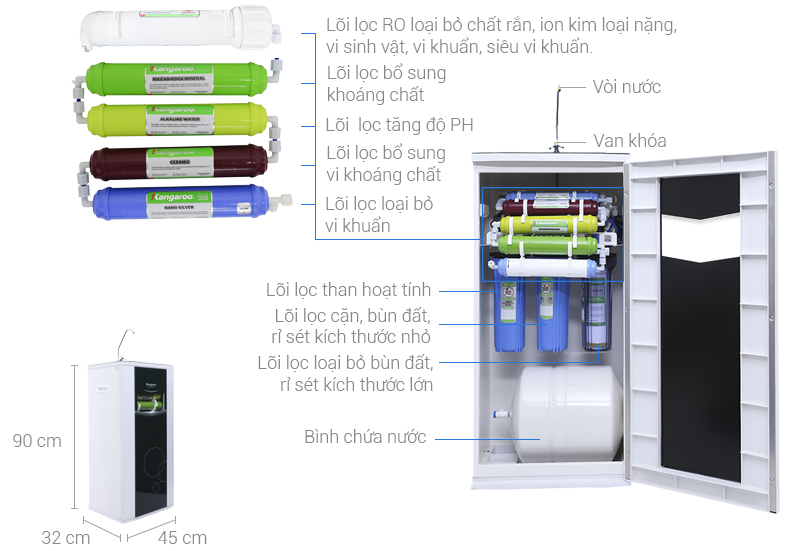 Lõi lọc RO loại bỏ chất rắn, ion kim loại nặng,
vi sinh vật, vi khuẩn, siêu vi khuẩn.
Kangaroo
Lõi lọc bổ sung
khoáng chất
Kangaroo
ALKALINE WATER
Lõi lọc tăng độ PH
Lõi lọc bổ sung
vi khoáng chất
CERAMIC
Kangaroo
NANO SILVER
Lõi lọc loại bỏ
vi khuẩn
Vòi nước
Van khóa
Lõi lọc than hoạt tính
Lõi lọc cặn, bùn đất,
rỉ sét kích thước nhỏ
Lõi lọc loại bỏ bùn đất,
rỉ sét kích thước lớn
Bình chứa nước
90 cm
32 cm
45 cm